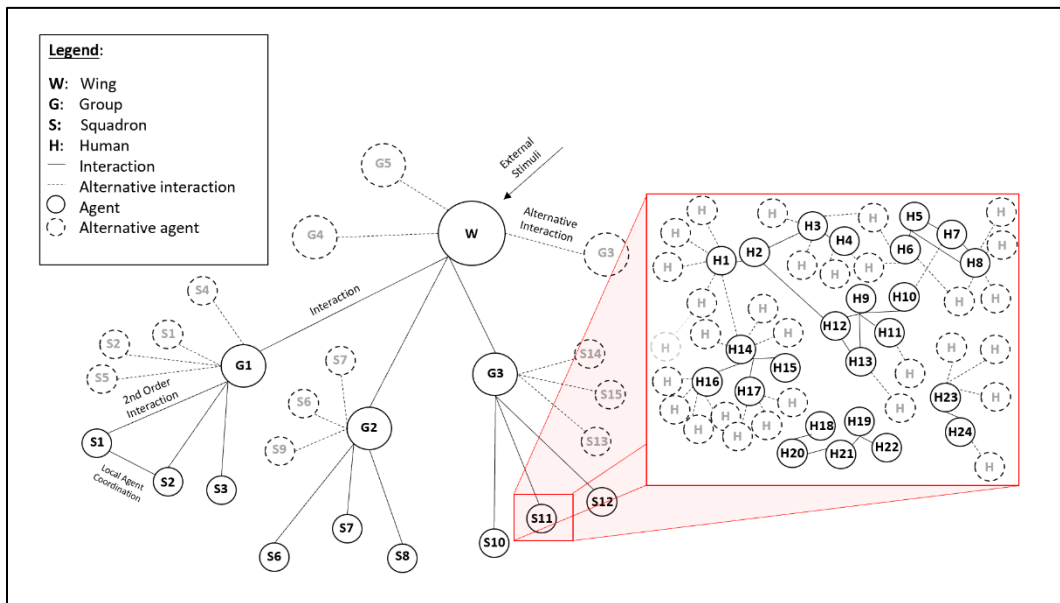 Legend:
W: Wing
G: Group
S: Squadron
H: Human
Interaction
Alternative interaction
Agent
Alternative agent
G5
External
Stimuli
G4
W
Alternative
Interaction
G3
Interaction
S4
S1
S2
S5
G1
2nd Order
Interaction
S1
Local Agent
Coordination
S2
S3
S7
S6
S9
G2
S6
S7
S8
G3
S14
S15
S13
S10
S11
S12
H
H
H
H1
H2
H
H3
H4
H
H
H
H
H5
H7
H6
H8
H
H
H
H
H
H9
H10
H12
H11
H13
H
H
H
H
H
H
H
H14
H15
H16
H17
H
H
H
H
H
H
H
H18
H19
H20
H21
H22
H
H
H23
H
H24
H